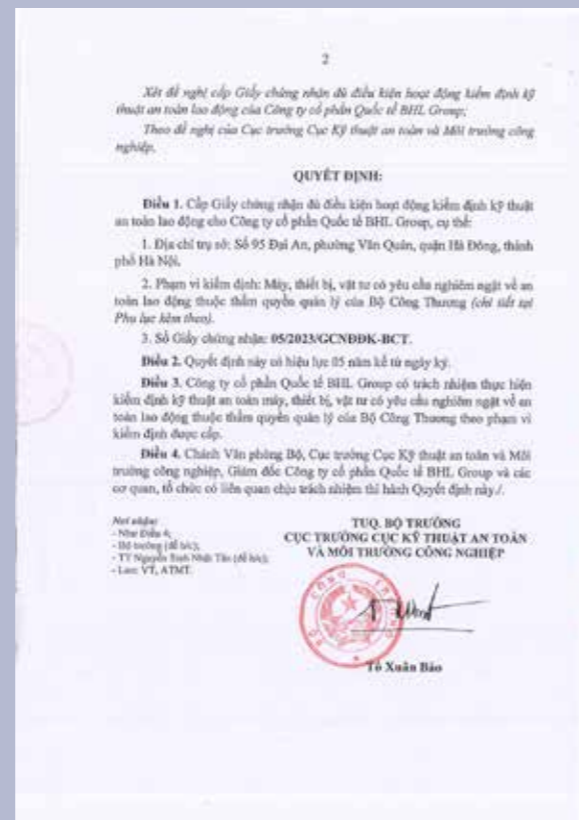 2
Xét đề nghị cấp Giấy chứng nhận đủ điều kiện hoạt động kiểm định kỹ
thuật an toàn lao động của Công ty cổ phần Quốc tế BHL Group;
Theo đề nghị của Cục trưởng Cục Kỹ thuật an toàn và Môi trường công
nghiệp,
QUYẾT ĐỊNH:
Điều 1. Cấp Giấy chứng nhận đủ điều kiện hoạt động kiểm định kỹ thuật
an toàn lao động cho Công ty cổ phần Quốc tế BHL Group, cụ thể:
1. Địa chỉ trụ sở: Số 95 Đại An, phường Văn Quán, quận Hà Đông, thành
phố Hà Nội.
2. Phạm vi kiểm định: Máy, thiết bị, vật tư có yêu cầu nghiêm ngặt về an
toàn lao động thuộc thẩm quyền quản lý của Bộ Công Thương (chi tiết tại
Phụ lục kèm theo).
3. Số Giấy chứng nhận: 05/2023/GCNĐĐK-BCT.
Điều 2. Quyết định này có hiệu lực 05 năm kể từ ngày ký.
Điều 3. Công ty cổ phần Quốc tế BHL Group có trách nhiệm thực hiện
kiểm định kỹ thuật an toàn máy, thiết bị, vật tư có yêu cầu nghiêm ngặt về an
toàn lao động thuộc thẩm quyền quản lý của Bộ Công Thương theo phạm vi
kiểm định được cấp.
Điều 4. Chánh Văn phòng Bộ, Cục trưởng Cục Kỹ thuật an toàn và Môi
trường công nghiệp, Giám đốc Công ty cổ phần Quốc tế BHL Group và các
cơ quan, tổ chức có liên quan chịu trách nhiệm thi hành Quyết định này./.
Nơi nhận:
- Như Điều 4;
- Bộ trưởng (để b/c);
- TT Nguyễn Sinh Nhật Tân (để b/c);
- Lưu: VT, ATMT.
TUQ. BỘ TRƯỞNG
CỤC TRƯỞNG CỤC KỸ THUẬT AN TOÀN
VÀ MÔI TRƯỜNG CÔNG NGHIỆP
BỘ CÔNG THƯƠNG
Tô Xuân Bảo